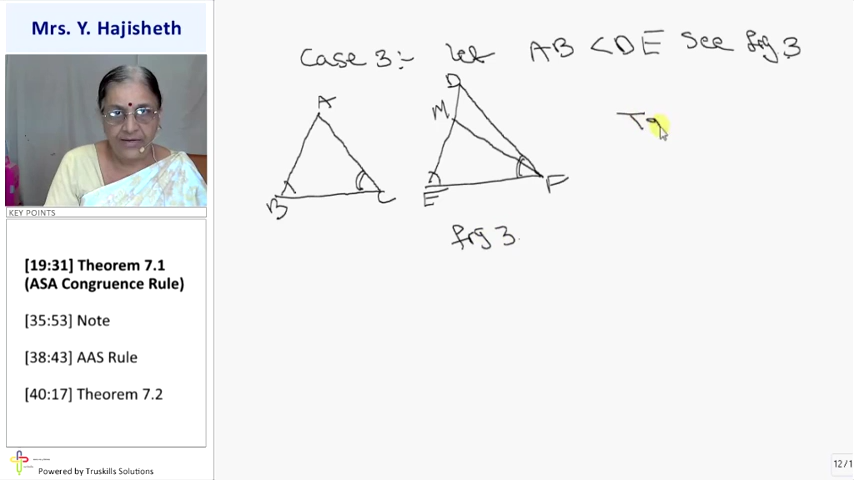 Mrs. Y. Hajisheth
KEY POINTS
[19:31] Theorem 7.1
(ASA Congruence Rule)
[35:53] Note
[38:43] AAS Rule
[40:17] Theorem 7.2
Powered by Truskills Solutions
Case 3:- Let AB < DE See fig 3
A
B
C
D
M
E
F
fig 3.
Ta
12/1